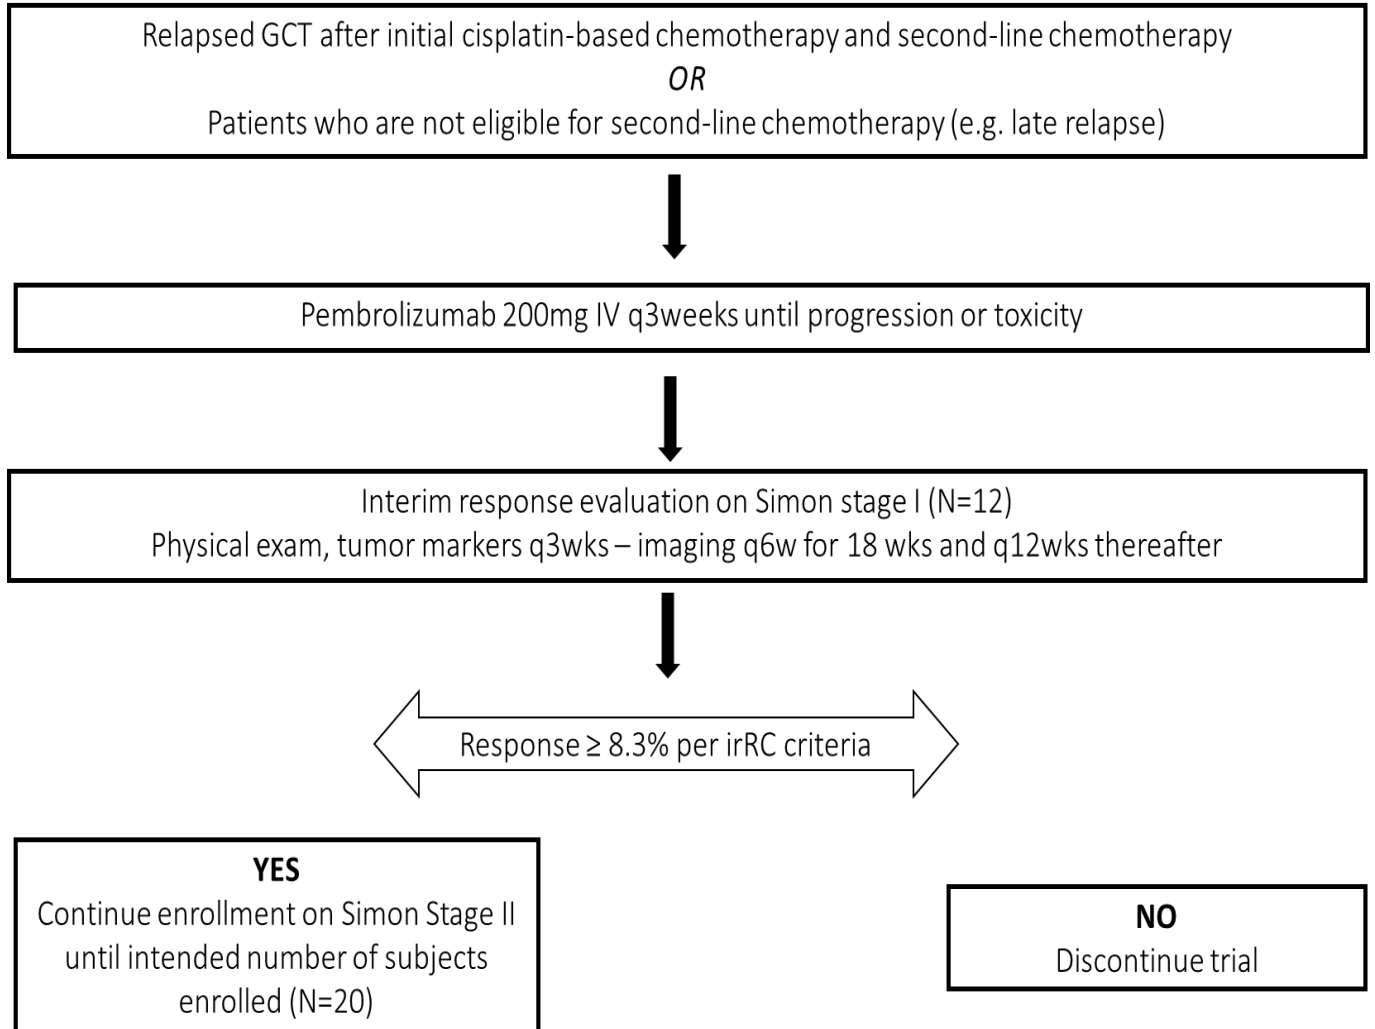 Relapsed GCT after initial cisplatin-based chemotherapy and second-line chemotherapy
OR
Patients who are not eligible for second-line chemotherapy (e.g. late relapse)
Pembrolizumab 200mg IV q3weeks until progression or toxicity
Interim response evaluation on Simon stage I (N=12)
Physical exam, tumor markers q3wks – imaging q6w for 18 wks and q12wks thereafter
Response ≥ 8.3% per irRC criteria
YES
Continue enrollment on Simon Stage II
until intended number of subjects
enrolled (N=20)
NO
Discontinue trial